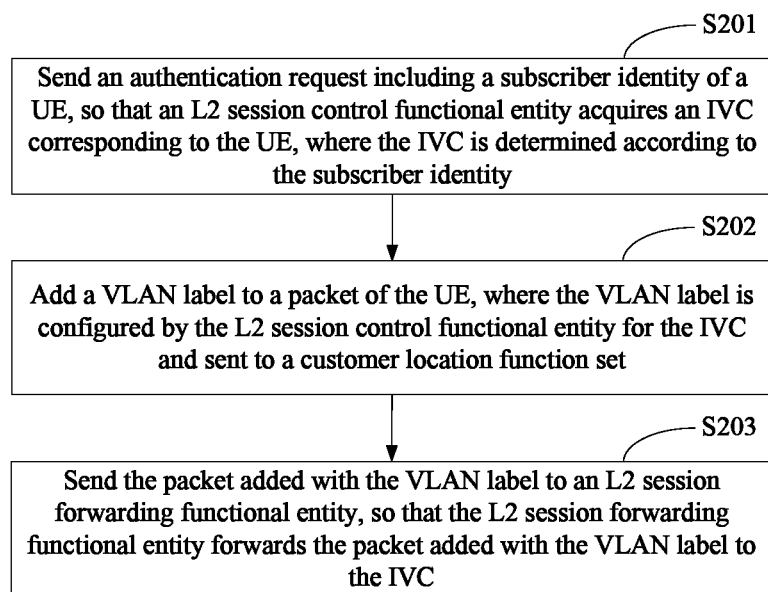 S201
Send an authentication request including a subscriber identity of a
UE, so that an L2 session control functional entity acquires an IVC
corresponding to the UE, where the IVC is determined according to
the subscriber identity
S202
Add a VLAN label to a packet of the UE, where the VLAN label is
configured by the L2 session control functional entity for the IVC
and sent to a customer location function set
S203
Send the packet added with the VLAN label to an L2 session
forwarding functional entity, so that the L2 session forwarding
functional entity forwards the packet added with the VLAN label to
the IVC